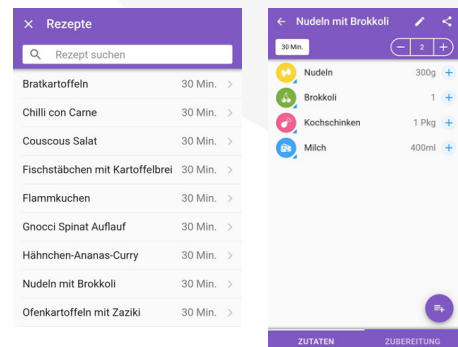 Rezepte
Rezept suchen
Bratkartoffeln 30 Min.
Chilli con Carne 30 Min.
Couscous Salat 30 Min.
Fischstäbchen mit Kartoffelbrei 30 Min.
Flammkuchen 30 Min.
Gnocci Spinat Auflauf 30 Min.
Hähnchen-Ananas-Curry 30 Min.
Nudeln mit Brokkoli 30 Min.
Ofenkartoffeln mit Zaziki 30 Min.
Nudeln mit Brokkoli
30 Min. 2
Nudeln 300g
Brokkoli 1
Kochschinken 1 Pkg
Milch 400ml
ZUTATEN ZUBEREITUNG